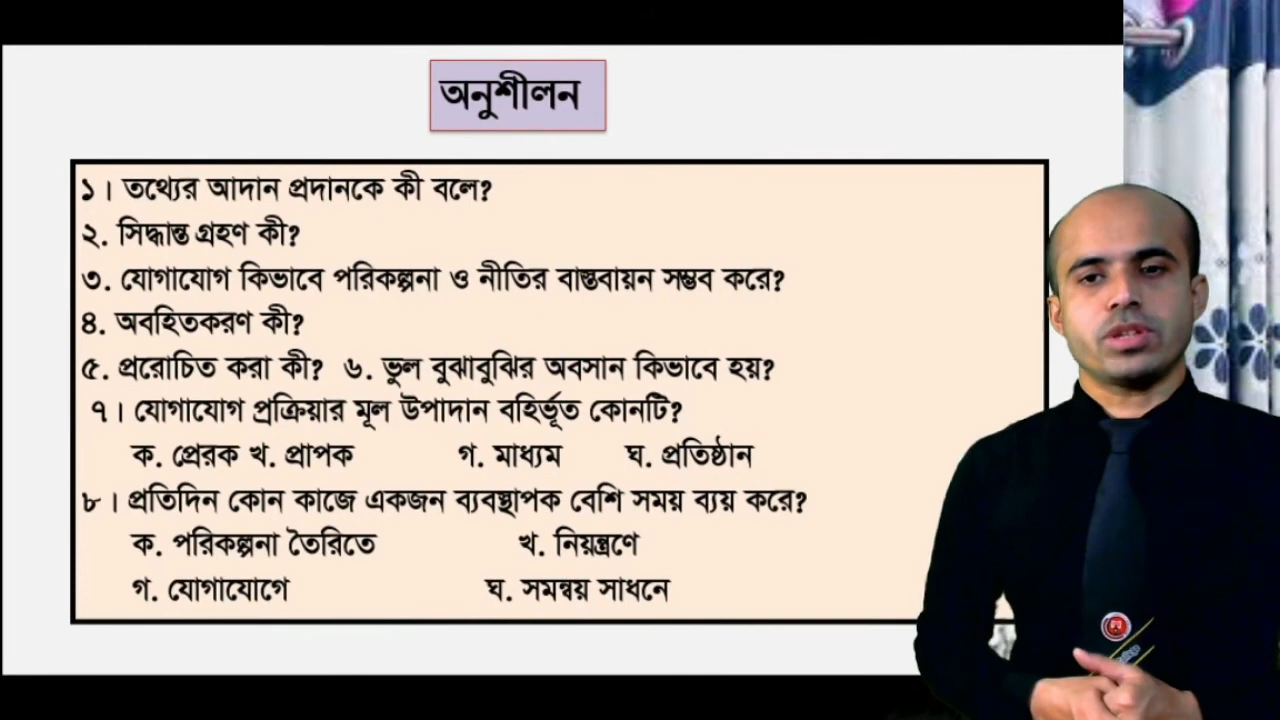 অনুশীলন
১। তথ্যের আদান প্রদানকে কী বলে?
২. সিদ্ধান্ত গ্রহণ কী?
৩. যোগাযোগ কিভাবে পরিকল্পনা ও নীতির বাস্তবায়ন সম্ভব করে?
৪. অবহিতকরণ কী?
৫. প্ররোচিত করা কী? ৬. ভুল বুঝাবুঝির অবসান কিভাবে হয়?
৭। যোগাযোগ প্রক্রিয়ার মূল উপাদান বহির্ভূত কোনটি?
ক. প্রেরক খ. প্রাপক গ. মাধ্যম ঘ. প্রতিষ্ঠান
৮। প্রতিদিন কোন কাজে একজন ব্যবস্থাপক বেশি সময় ব্যয় করে?
ক. পরিকল্পনা তৈরিতে খ. নিয়ন্ত্রণে
গ. যোগাযোগে ঘ. সমন্বয় সাধনে